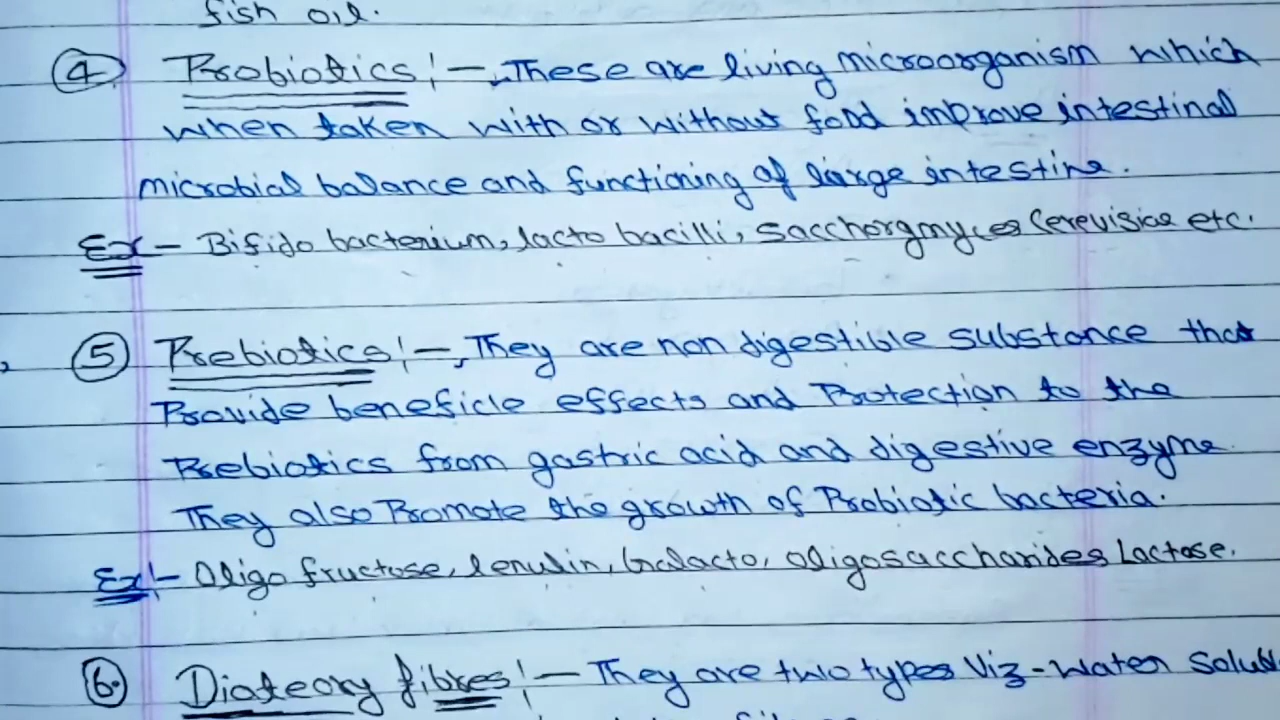 fish oil.
④ Probiotics :- These are living microorganism which
when taken with or without food improve intestinal
microbial balance and functioning of large intestine.
Ex - Bifido bacterium, lacto bacilli, Sacchorgmyces Cerevisiae etc.
⑤ Prebiotics :- They are non digestible substance that
Provide beneficle effects and Protection to the
Prebiotics from gastric acid and digestive enzyme.
They also Promote the growth of Probiotic bacteria.
Ex :- Oligo fructose, Ienulin, Galacto, Oligosaccharides Lactose.
⑥ Diateory fibres :- They are two types Viz - Water